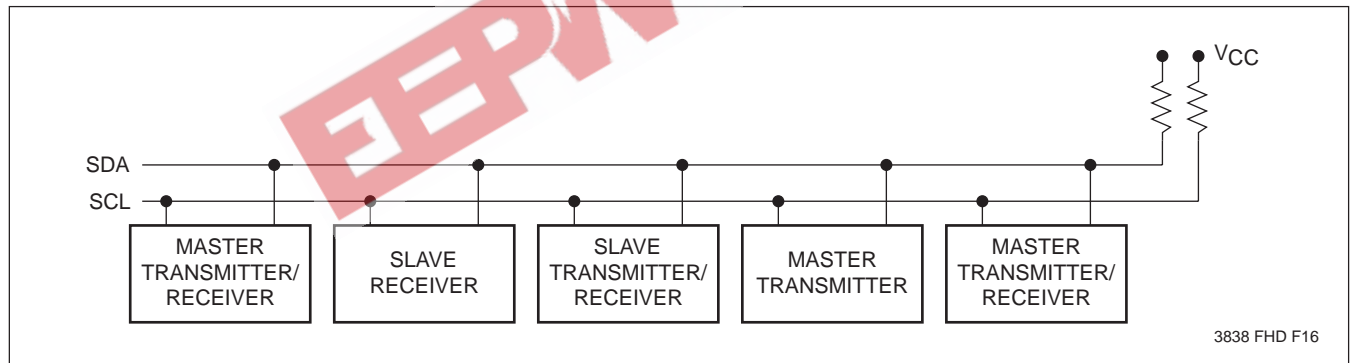 EEPW
VCC
SDA
SCL
MASTER
TRANSMITTER/
RECEIVER
SLAVE
RECEIVER
SLAVE
TRANSMITTER/
RECEIVER
MASTER
TRANSMITTER
MASTER
TRANSMITTER/
RECEIVER
3838 FHD F16